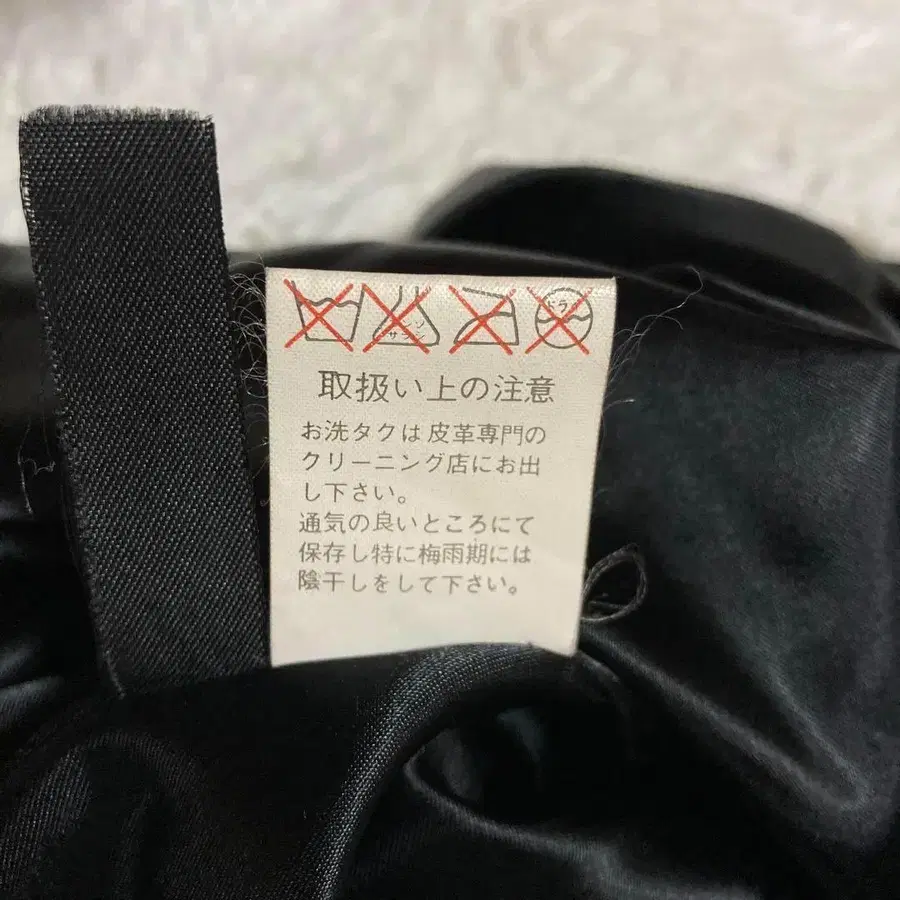 ドライ
取扱い上の注意
お洗タクは皮革専門の
クリーニング店にお出
し下さい。
通気の良いところにて
保存し特に梅雨期には
陰干しをして下さい。